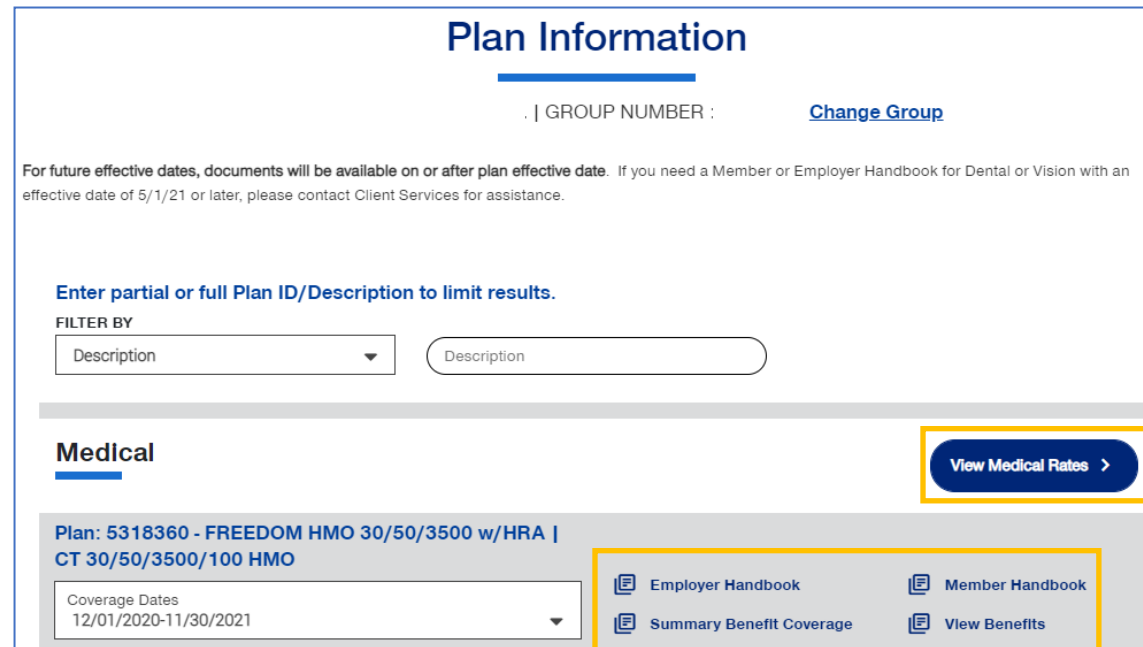 Plan Information
. | GROUP NUMBER : Change Group
For future effective dates, documents will be available on or after plan effective date. If you need a Member or Employer Handbook for Dental or Vision with an
effective date of 5/1/21 or later, please contact Client Services for assistance.
Enter partial or full Plan ID/Description to limit results.
FILTER BY
Description Description
Medical View Medical Rates >
Plan: 5318360 - FREEDOM HMO 30/50/3500 w/HRA |
CT 30/50/3500/100 HMO
Employer Handbook Member Handbook
Coverage Dates
12/01/2020-11/30/2021
Summary Benefit Coverage View Benefits